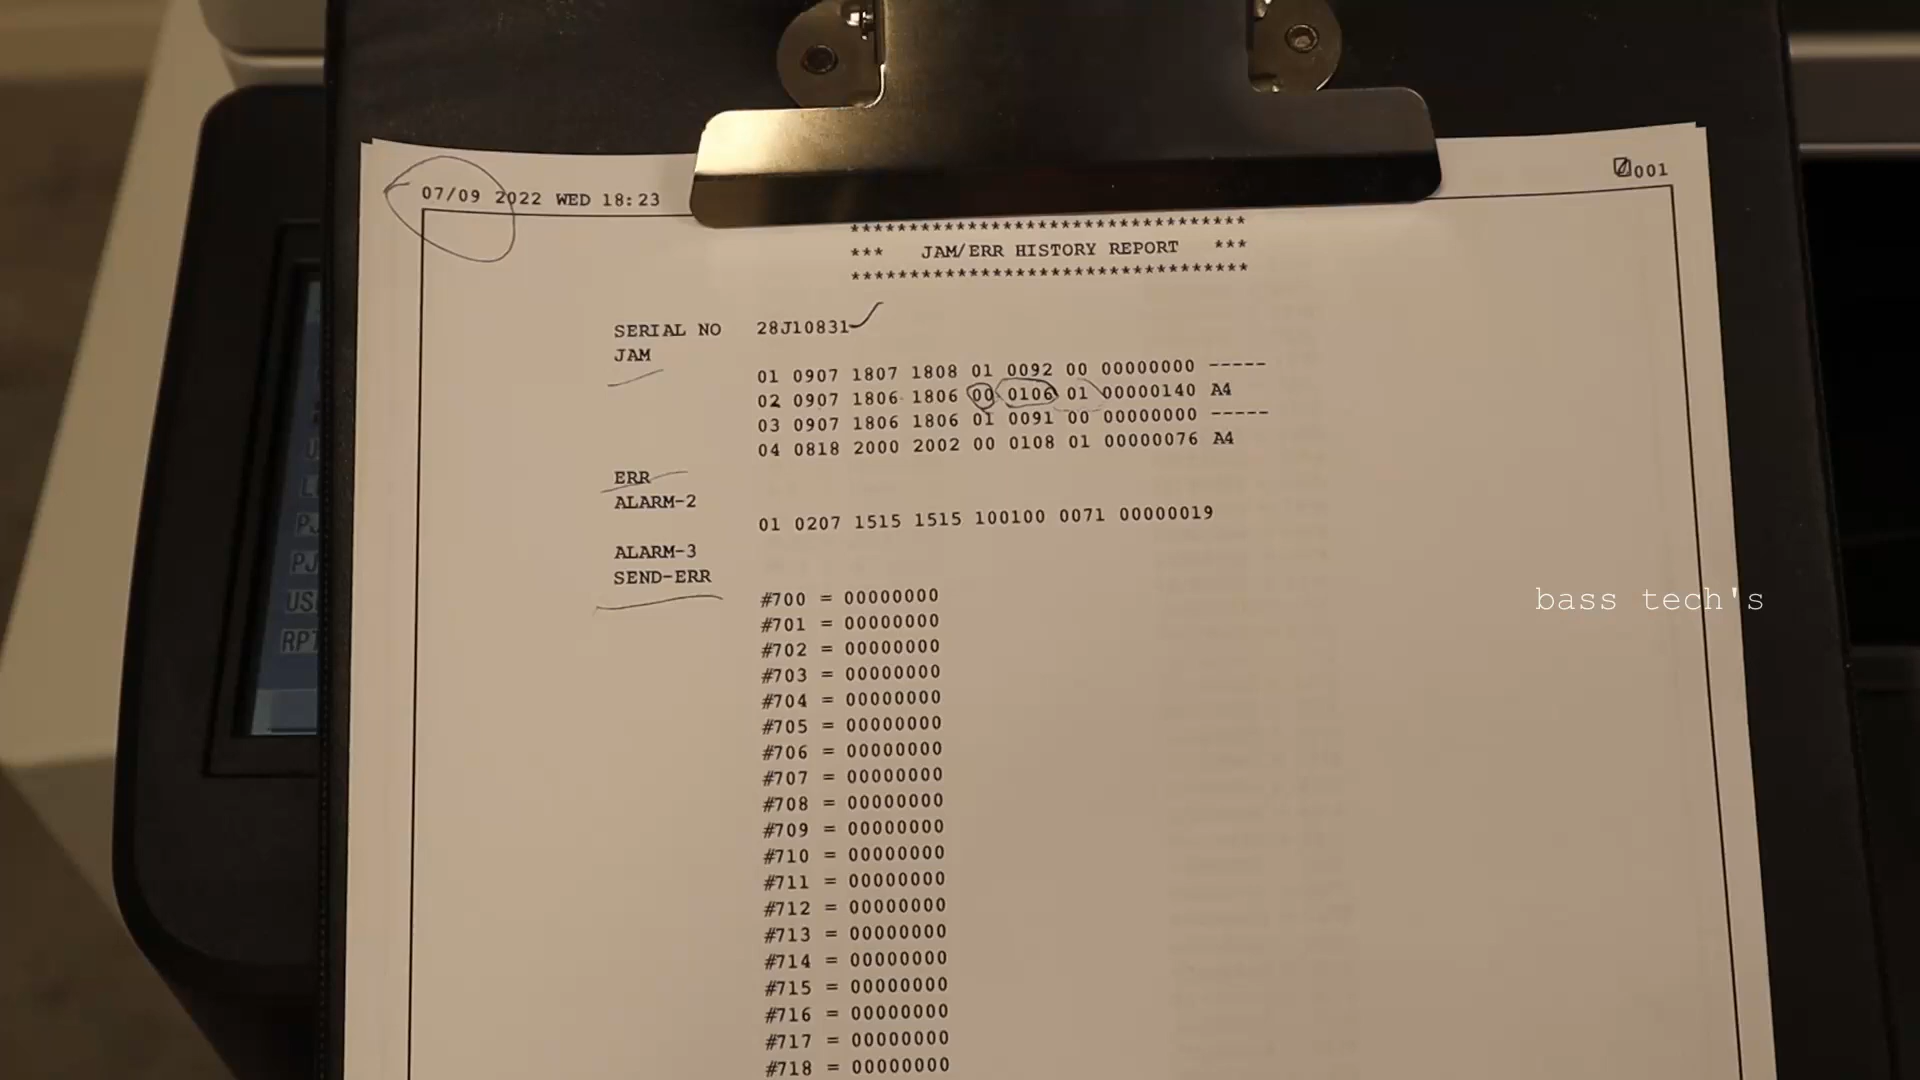 07/09 2022 WED 18:23
001
*********************************
*** JAM/ERR HISTORY REPORT ***
*********************************
SERIAL NO 28J10831
JAM
01 0907 1807 1808 01 0092 00 00000000 -----
02 0907 1806 1806 00 0106 01 00000140 A4
03 0907 1806 1806 01 0091 00 00000000 -----
04 0818 2000 2002 00 0108 01 00000076 A4
ERR
ALARM-2
01 0207 1515 1515 100100 0071 00000019
ALARM-3
SEND-ERR
#700 = 00000000
#701 = 00000000
#702 = 00000000
#703 = 00000000
#704 = 00000000
#705 = 00000000
#706 = 00000000
#707 = 00000000
#708 = 00000000
#709 = 00000000
#710 = 00000000
#711 = 00000000
#712 = 00000000
#713 = 00000000
#714 = 00000000
#715 = 00000000
#716 = 00000000
#717 = 00000000
#718 = 00000000
bass tech's